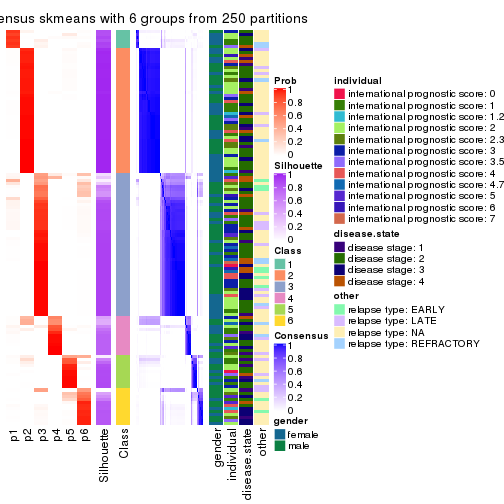 ensus skmeans with 6 groups from 250 partitions
Prob
1
0.8
0.6
0.4
0.2
0
Silhouette
1
0.8
0.6
0.4
0.2
0
Class
1
2
3
4
5
6
Consensus
1
0.8
0.6
0.4
0.2
0
gender
female
male
individual
international prognostic score: 0
international prognostic score: 1
international prognostic score: 1.2
international prognostic score: 2
international prognostic score: 2.3
international prognostic score: 3
international prognostic score: 3.5
international prognostic score: 4
international prognostic score: 4.7
international prognostic score: 5
international prognostic score: 6
international prognostic score: 7
disease.state
disease stage: 1
disease stage: 2
disease stage: 3
disease stage: 4
other
relapse type: EARLY
relapse type: LATE
relapse type: NA
relapse type: REFRACTORY
p1
p2
p3
p4
p5
p6
Silhouette
Class
gender
individual
disease.state
other